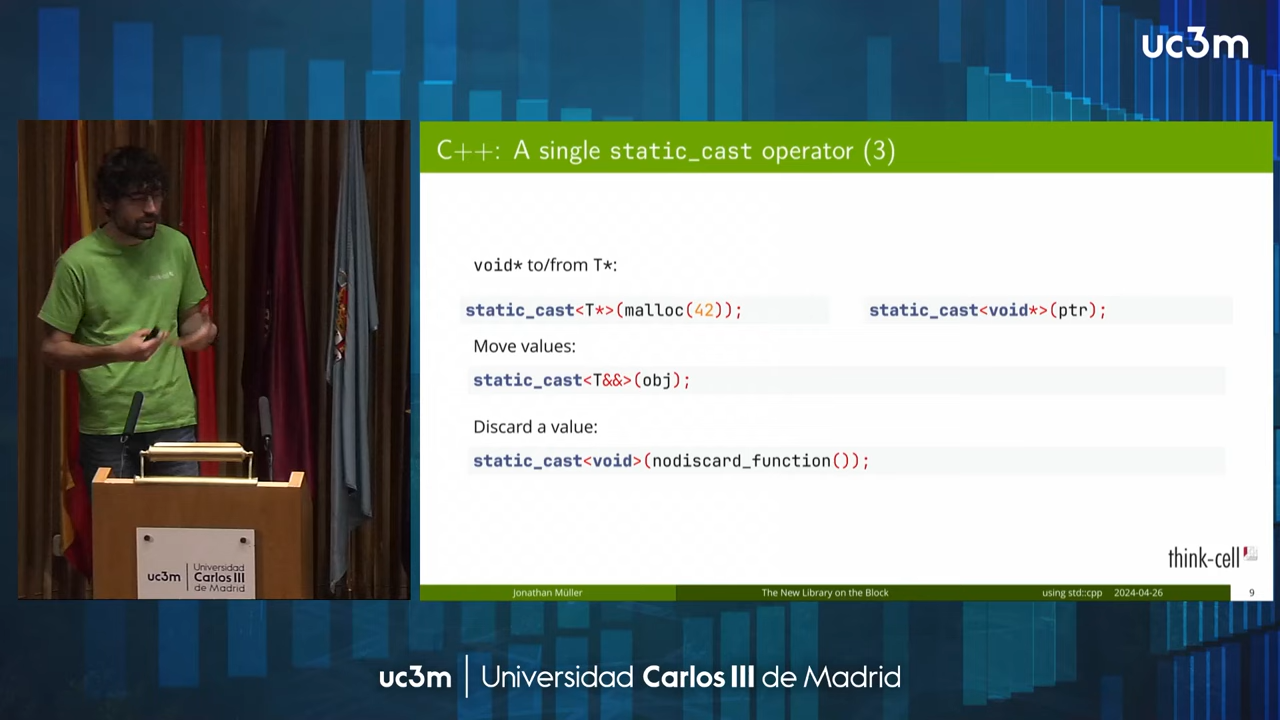 uc3m
C++: A single static_cast operator (3)
void* to/from T*:
static_cast<T*>(malloc(42));
static_cast<void*>(ptr);
Move values:
static_cast<T&&>(obj);
Discard a value:
static_cast<void>(nodiscard_function());
think-cell
Jonathan Müller
The New Library on the Block
using std::cpp
2024-04-26
9
uc3m
Universidad
Carlos III
de Madrid
uc3m
Universidad Carlos III de Madrid